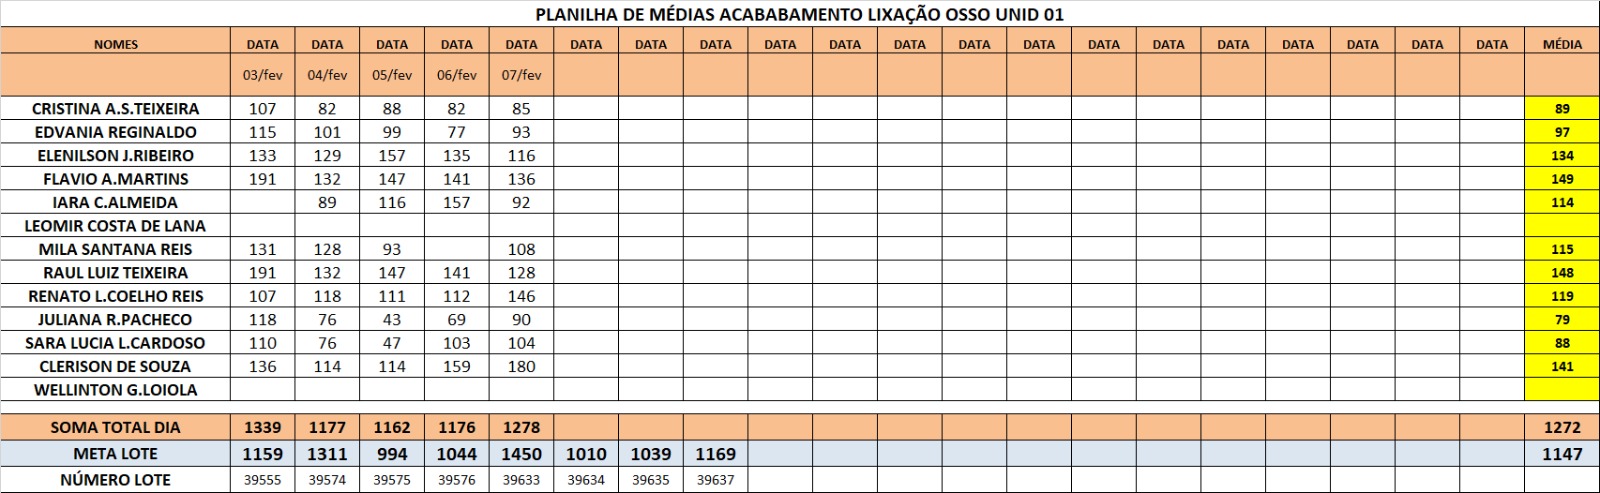 PLANILHA DE MÉDIAS ACABABAMENTO LIXAÇÃO OSSO UNID 01
NOMES DATA DATA DATA DATA DATA DATA DATA DATA DATA DATA DATA DATA DATA DATA DATA DATA DATA DATA DATA DATA MÉDIA
03/fev 04/fev 05/fev 06/fev 07/fev
CRISTINA A.S.TEIXEIRA 107 82 88 82 85 89
EDVANIA REGINALDO 115 101 99 77 93 97
ELENILSON J.RIBEIRO 133 129 157 135 116 134
FLAVIO A.MARTINS 191 132 147 141 136 149
IARA C.ALMEIDA 89 116 157 92 114
LEOMIR COSTA DE LANA
MILA SANTANA REIS 131 128 93 108 115
RAUL LUIZ TEIXEIRA 191 132 147 141 128 148
RENATO L.COELHO REIS 107 118 111 112 146 119
JULIANA R.PACHECO 118 76 43 69 90 79
SARA LUCIA L.CARDOSO 110 76 47 103 104 88
CLERISON DE SOUZA 136 114 114 159 180 141
WELLINTON G.LOIOLA
SOMA TOTAL DIA 1339 1177 1162 1176 1278 1272
META LOTE 1159 1311 994 1044 1450 1010 1039 1169 1147
NÚMERO LOTE 39555 39574 39575 39576 39633 39634 39635 39637